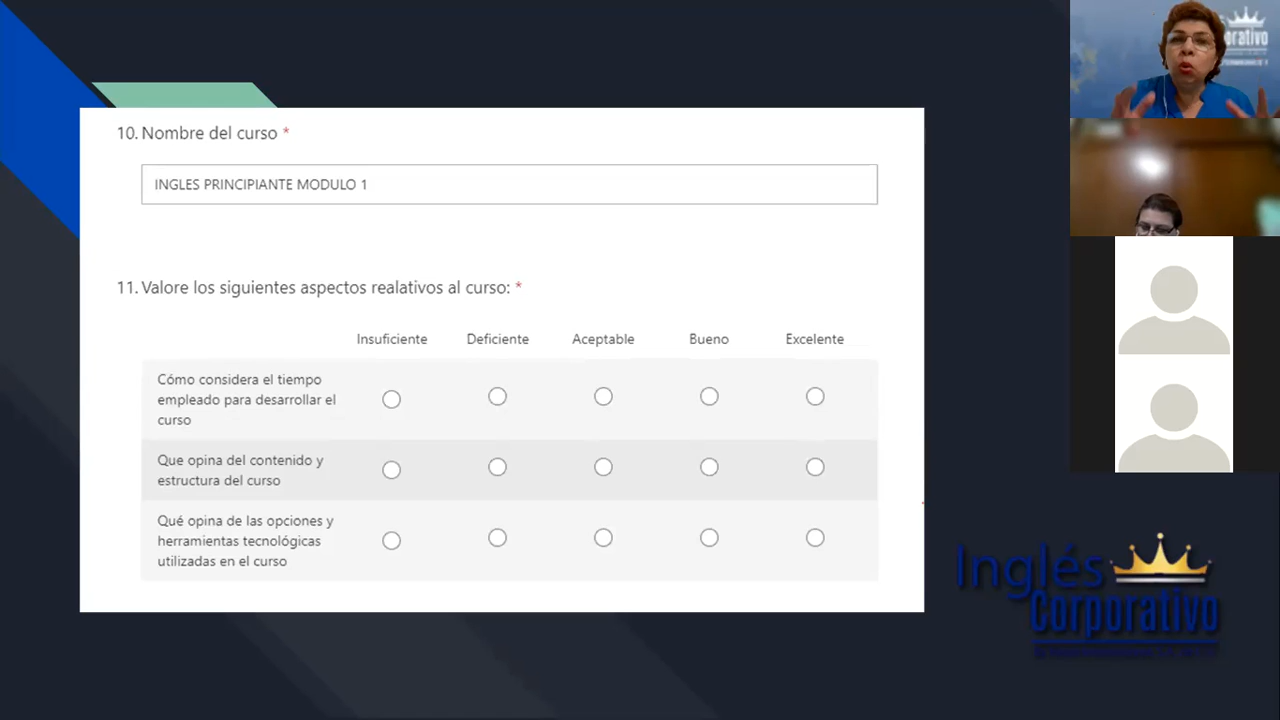 10. Nombre del curso *
INGLES PRINCIPIANTE MODULO 1
11. Valore los siguientes aspectos realativos al curso: *
Insuficiente Deficiente Aceptable Bueno Excelente
Cómo considera el tiempo
empleado para desarrollar el
curso
Que opina del contenido y
estructura del curso
Qué opina de las opciones y
herramientas tecnológicas
utilizadas en el curso
Inglés
Corporativo